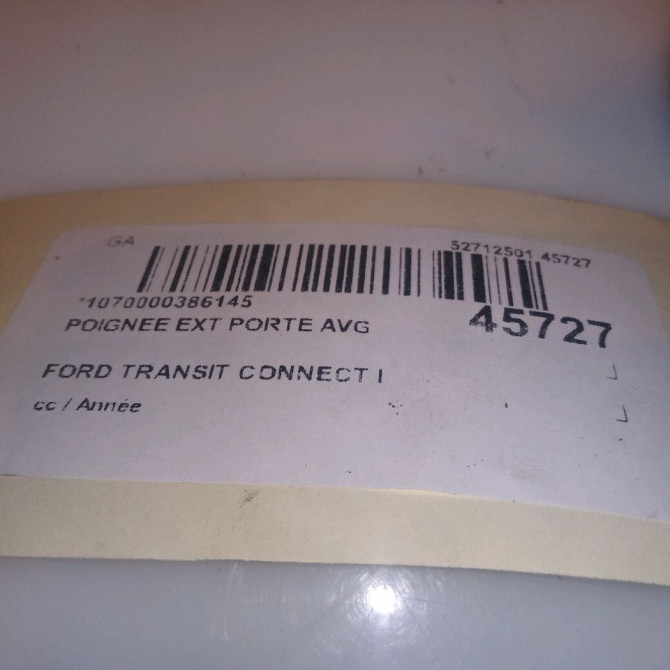 GA
52712501 45727
*1070000386145
45727
POIGNEE EXT PORTE AVG
FORD TRANSIT CONNECT I
cc / Année